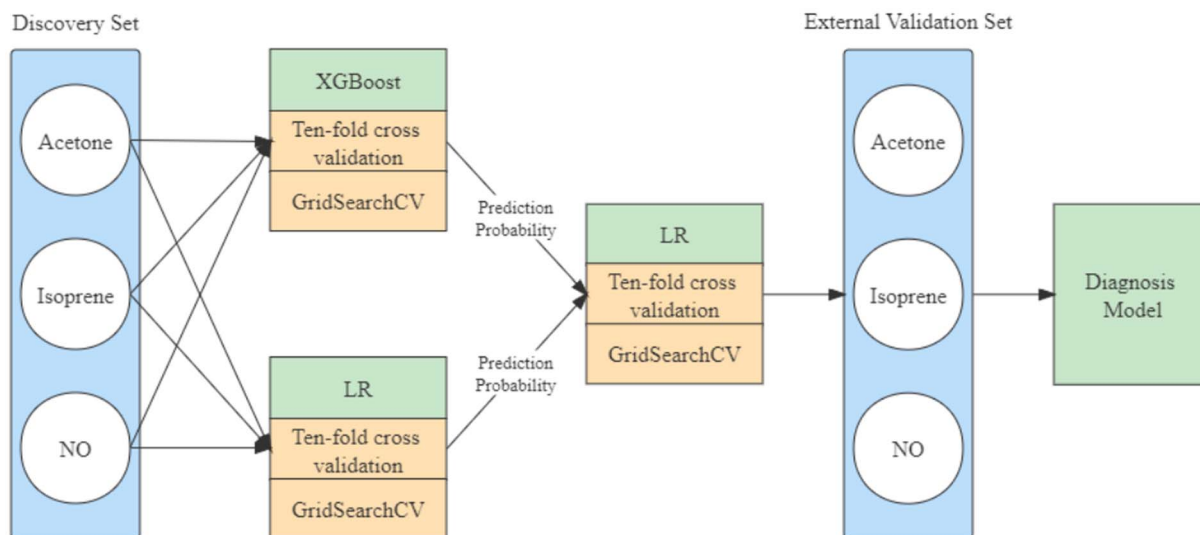 Discovery Set
Acetone
Isoprene
NO
XGBoost
Ten-fold cross
validation
GridSearchCV
LR
Ten-fold cross
validation
GridSearchCV
Prediction
Probability
Prediction
Probability
LR
Ten-fold cross
validation
GridSearchCV
External Validation Set
Acetone
Isoprene
NO
Diagnosis
Model